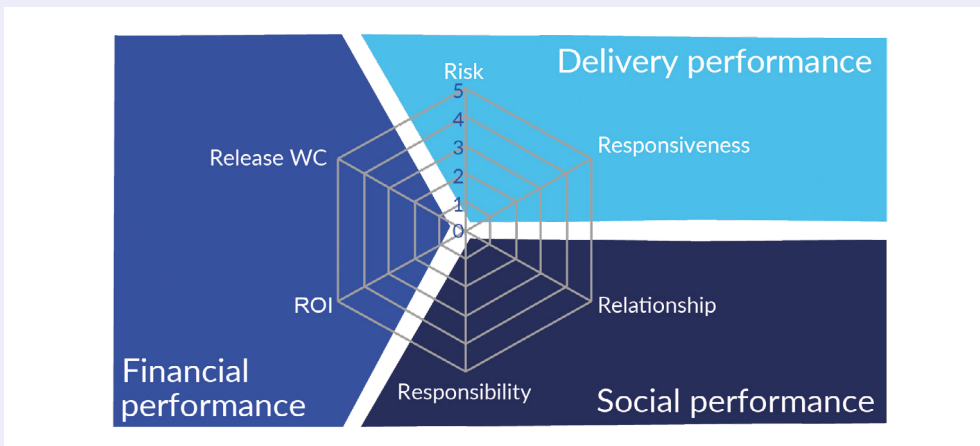 Delivery performance
Risk
5
4
3
2
1
0
Responsiveness
Release WC
ROI
Relationship
Financial
performance
Responsibility
Social performance